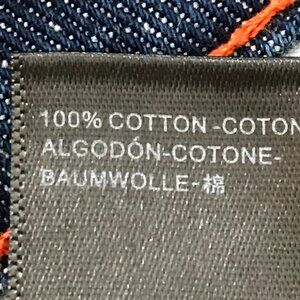 100% COTTON -COTON
ALGODÓN-COTONE-
BAUMWOLLE-棉